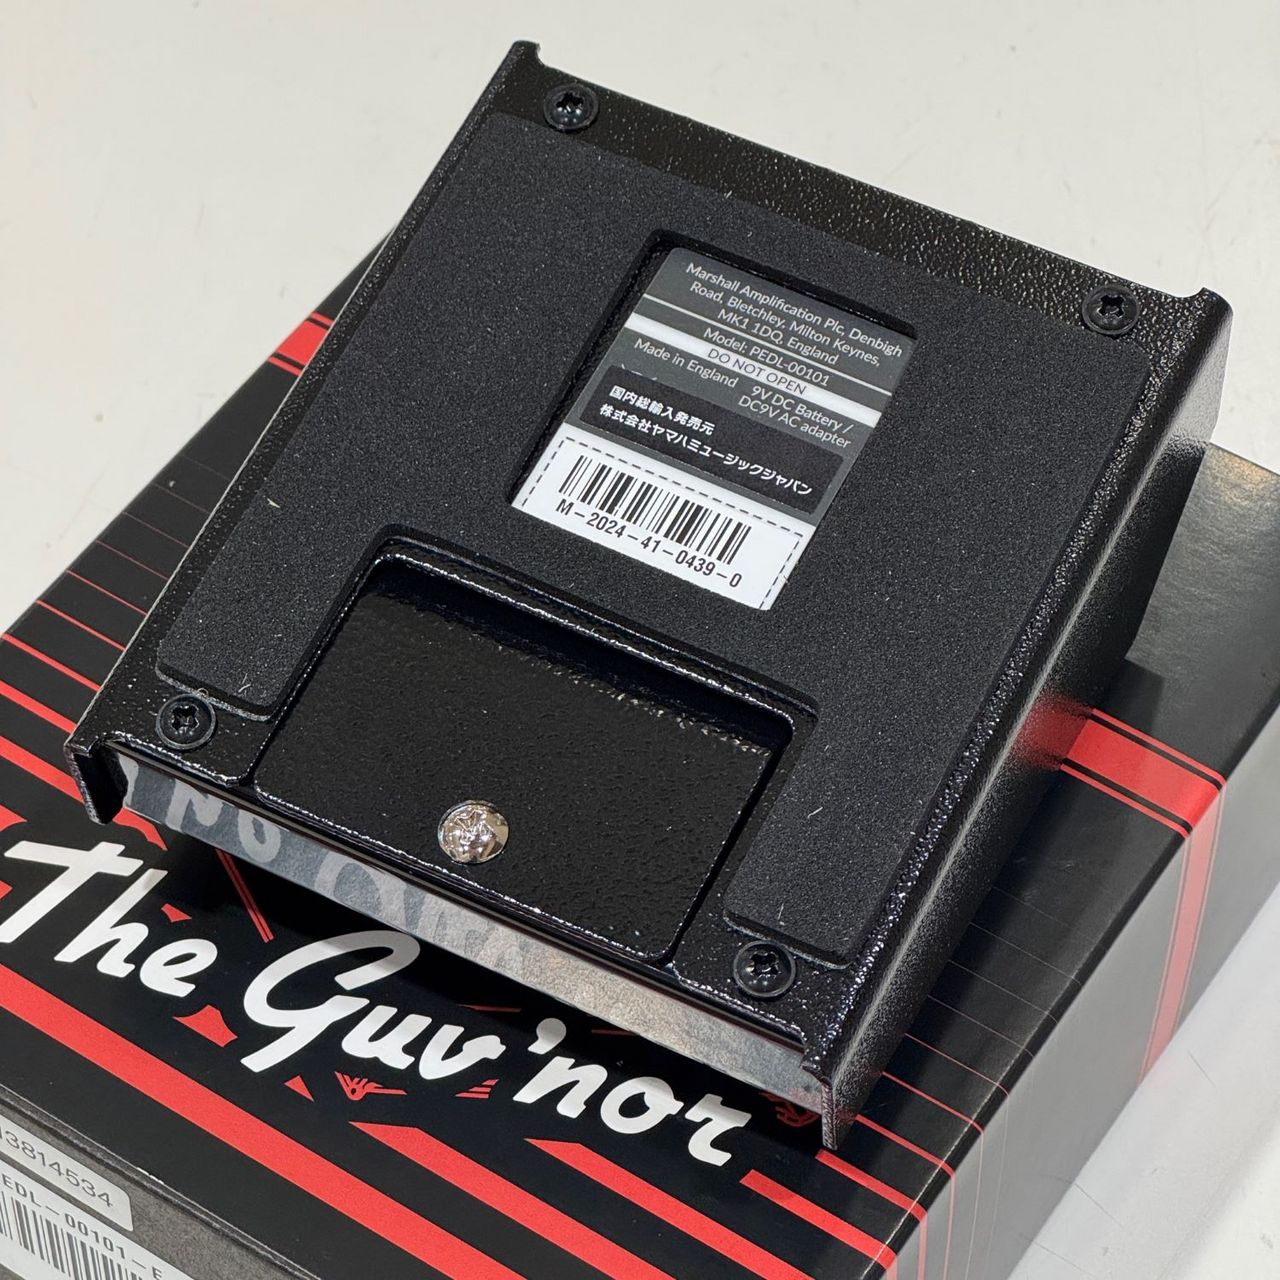 Marshall Amplification Plc, Denbigh
Road, Bletchley, Milton Keynes,
MK1 1DQ, England
Model: PEDL-00101
DO NOT OPEN
Made in England
9V DC Battery /
DC9V AC adapter
国内総輸入発売元
株式会社ヤマハミュージックジャパン
M-2024-41-0439-0
The Guv'nor
3814534
EDL-00101-E